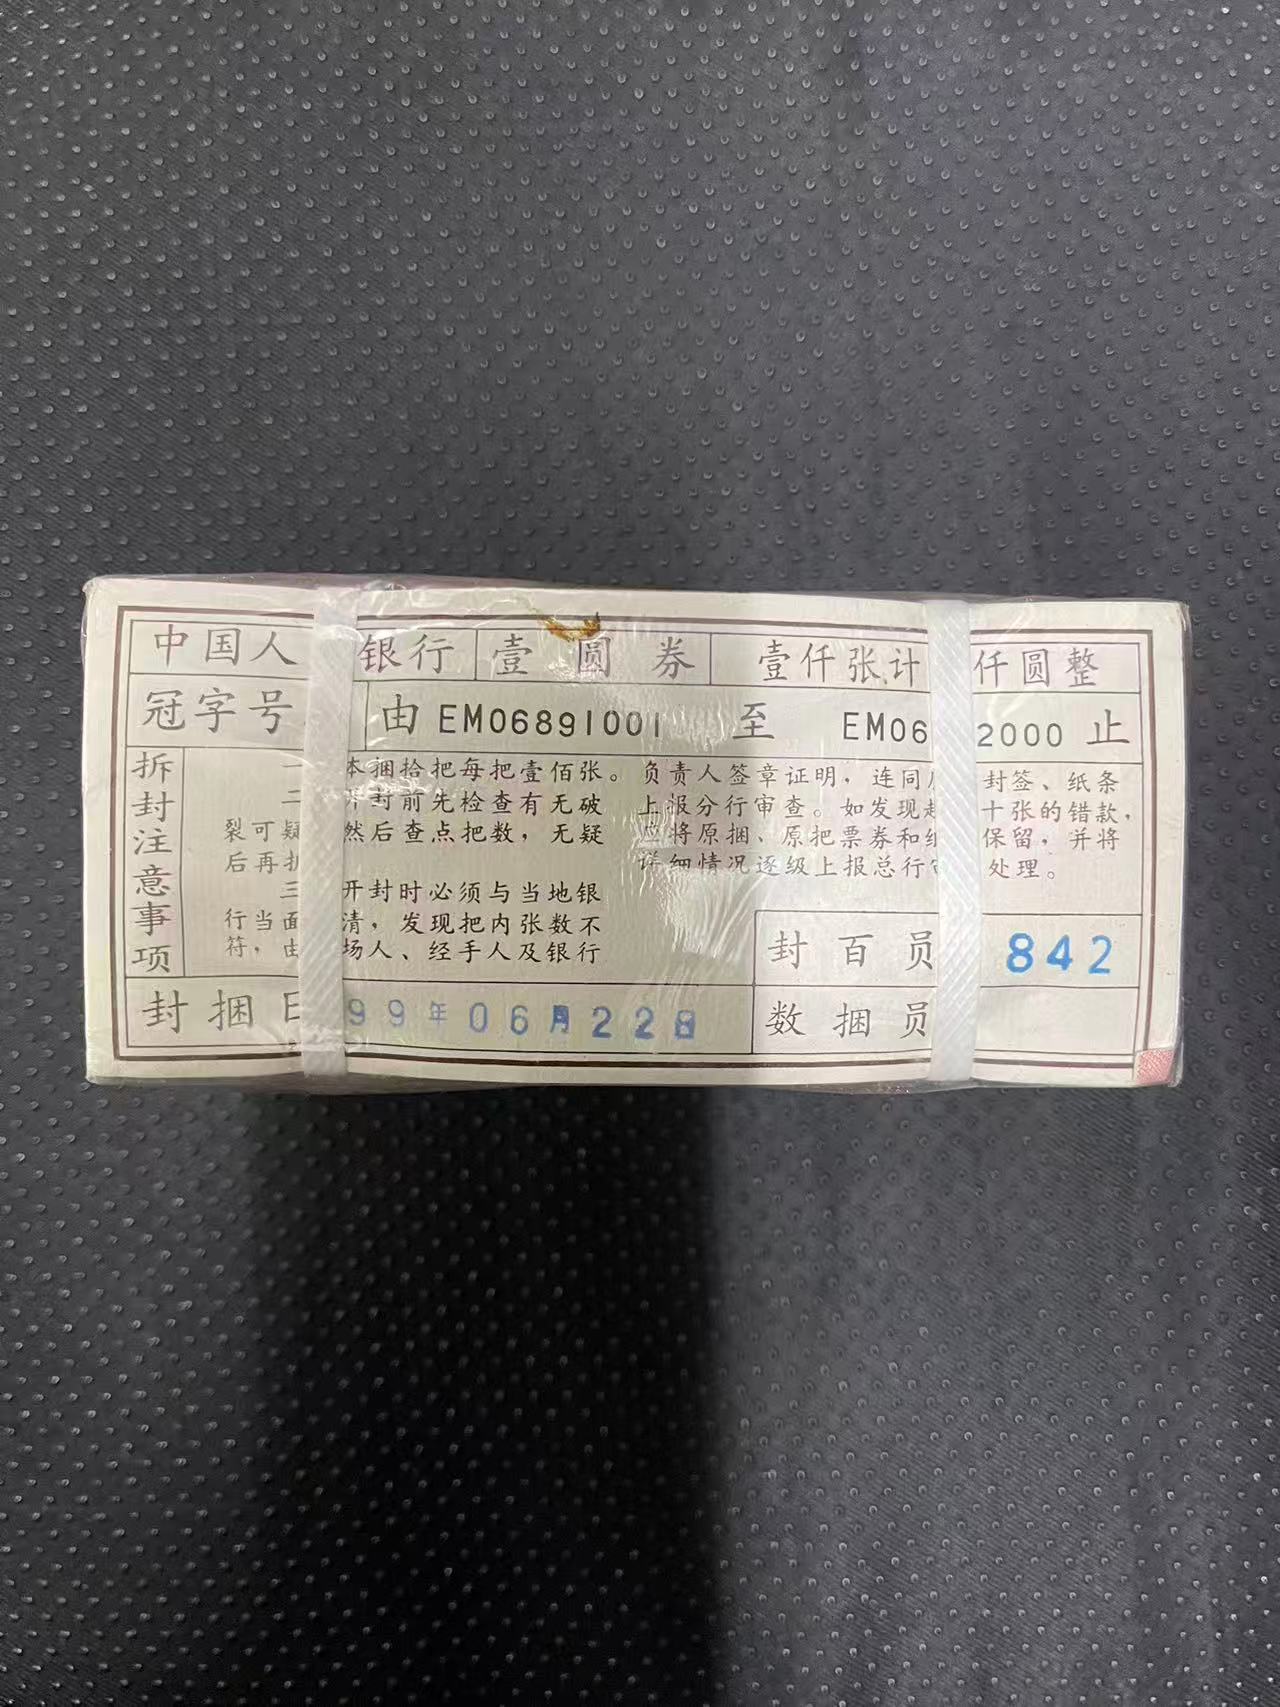 中国人 银行 壹圆券 壹仟张计 仟圆整
冠字号 由 EM06891001 至 EM06 2000 止
拆封注意事项
一 本捆拾把每把壹佰张。
二 开封前先检查有无破
裂可疑 然后查点把数，无疑
后再拆
三 开封时必须与当地银
行当面 清，发现把内张数不
符，由 场人、经手人及银行
负责人签章证明，连同 封签、纸条
上报分行审查。如发现 十张的错款，
应将原捆、原把票券和 保留，并将
详细情况逐级上报总行 处理。
封百员 842
封捆日 99年06月22日
数捆员